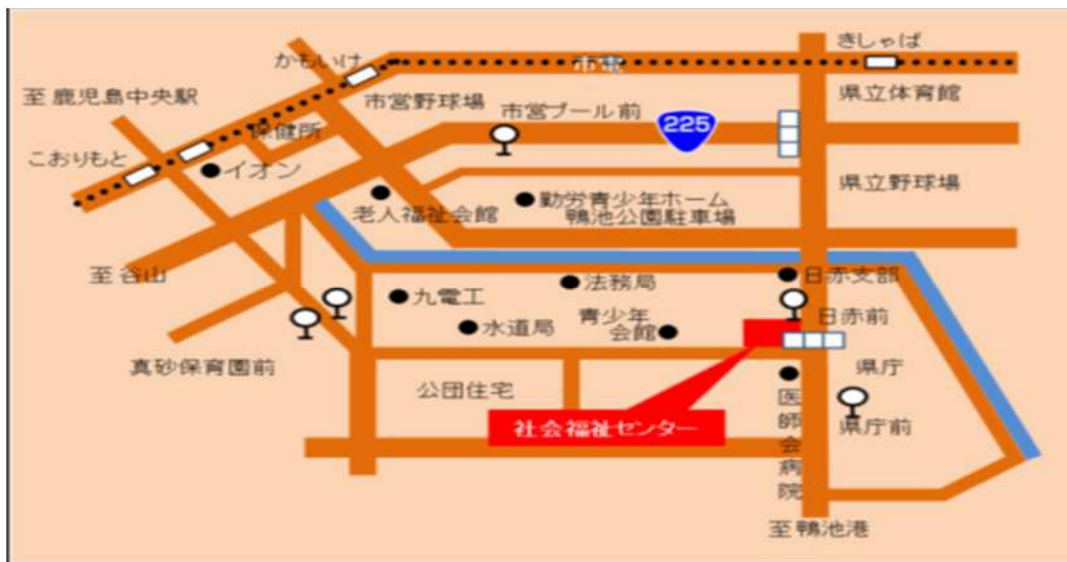 きしゃば
市電
かもいけ
至 鹿児島中央駅
市営野球場
市営プール前
県立体育館
225
保健所
こおりもと
イオン
県立野球場
老人福祉会館
勤労青少年ホーム
鴨池公園駐車場
至 谷山
法務局
日赤支部
九電工
青少年
会館
水道局
日赤前
真砂保育園前
県庁
公団住宅
医師会病院
県庁前
社会福祉センター
至 鴨池港